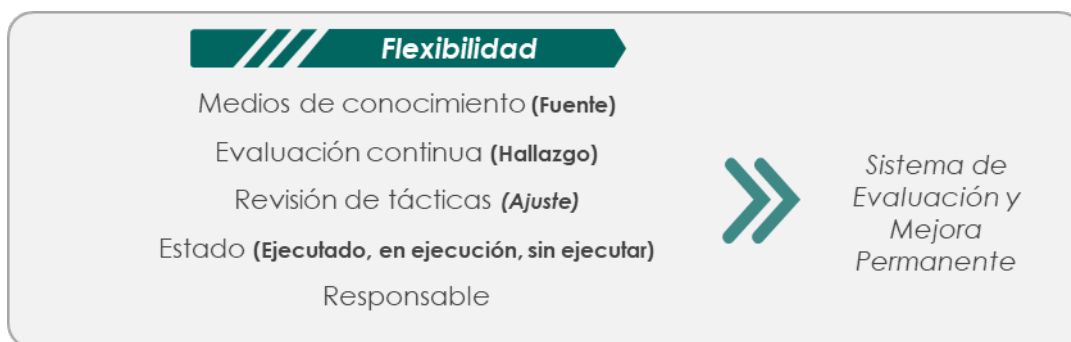 Flexibilidad
Medios de conocimiento (Fuente)
Evaluación continua (Hallazgo)
Revisión de tácticas (Ajuste)
Estado (Ejecutado, en ejecución, sin ejecutar)
Responsable
Sistema de
Evaluación y
Mejora
Permanente